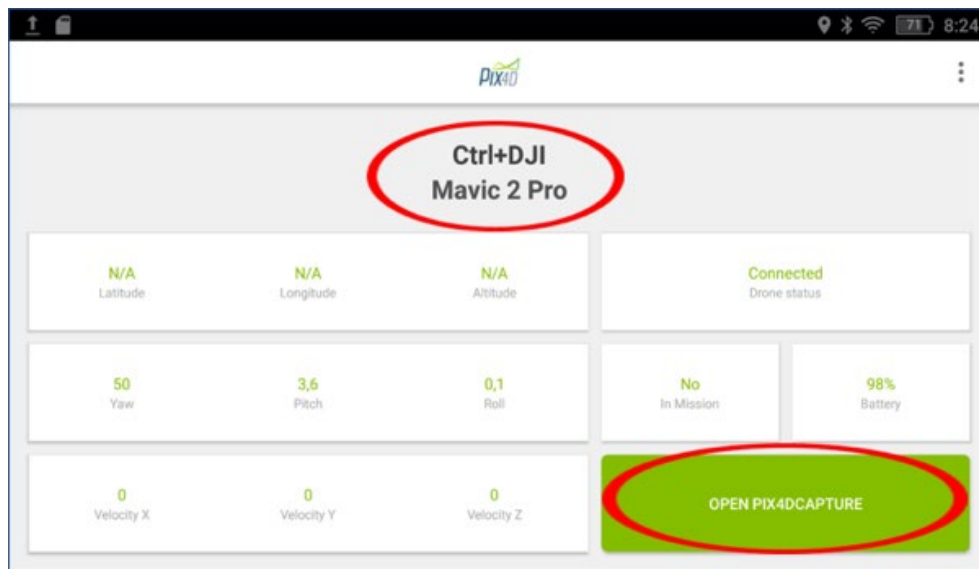 71 8:24
PIX4D
Ctrl+DJI
Mavic 2 Pro
N/A N/A N/A Connected
Latitude Longitude Altitude Drone status
50 3,6 0,1 No 98%
Yaw Pitch Roll In Mission Battery
0 0 0
Velocity X Velocity Y Velocity Z
OPEN PIX4DCAPTURE